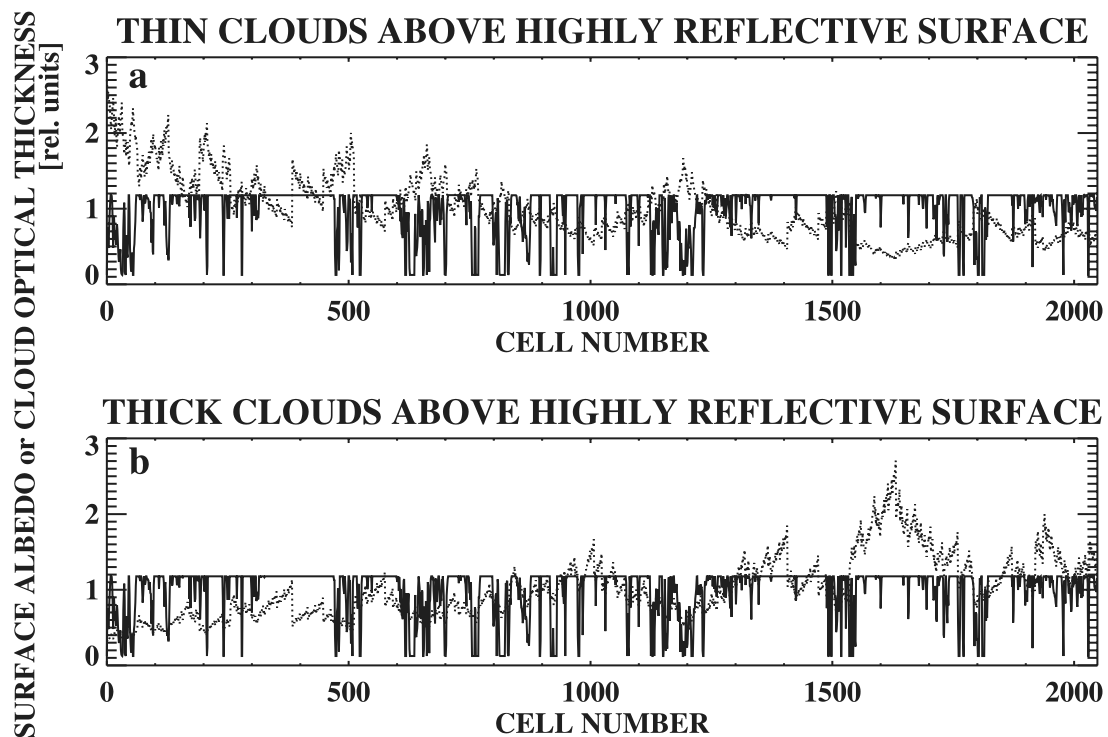 SURFACE ALBEDO or CLOUD OPTICAL THICKNESS
[rel. units]
THIN CLOUDS ABOVE HIGHLY REFLECTIVE SURFACE
a
3
2
1
0
0 500 1000 1500 2000
CELL NUMBER
THICK CLOUDS ABOVE HIGHLY REFLECTIVE SURFACE
b
3
2
1
0
0 500 1000 1500 2000
CELL NUMBER